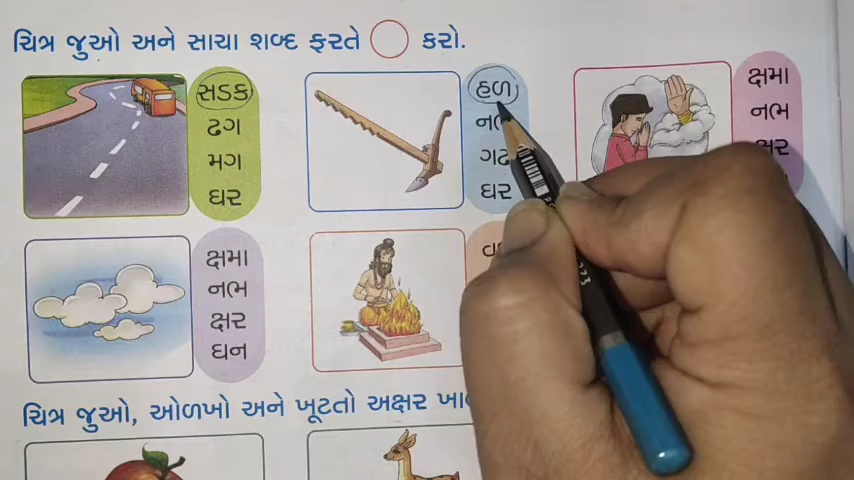 ચિત્ર જુઓ અને સાચા શબ્દ ફરતે કરો.
સડક
ઢગ
મગ
ઘર
હળ
ઘર
ક્ષમા
નભ
ક્ષમા
નભ
ક્ષર
ઘન
ચિત્ર જુઓ, ઓળખો અને ખૂટતો અક્ષર